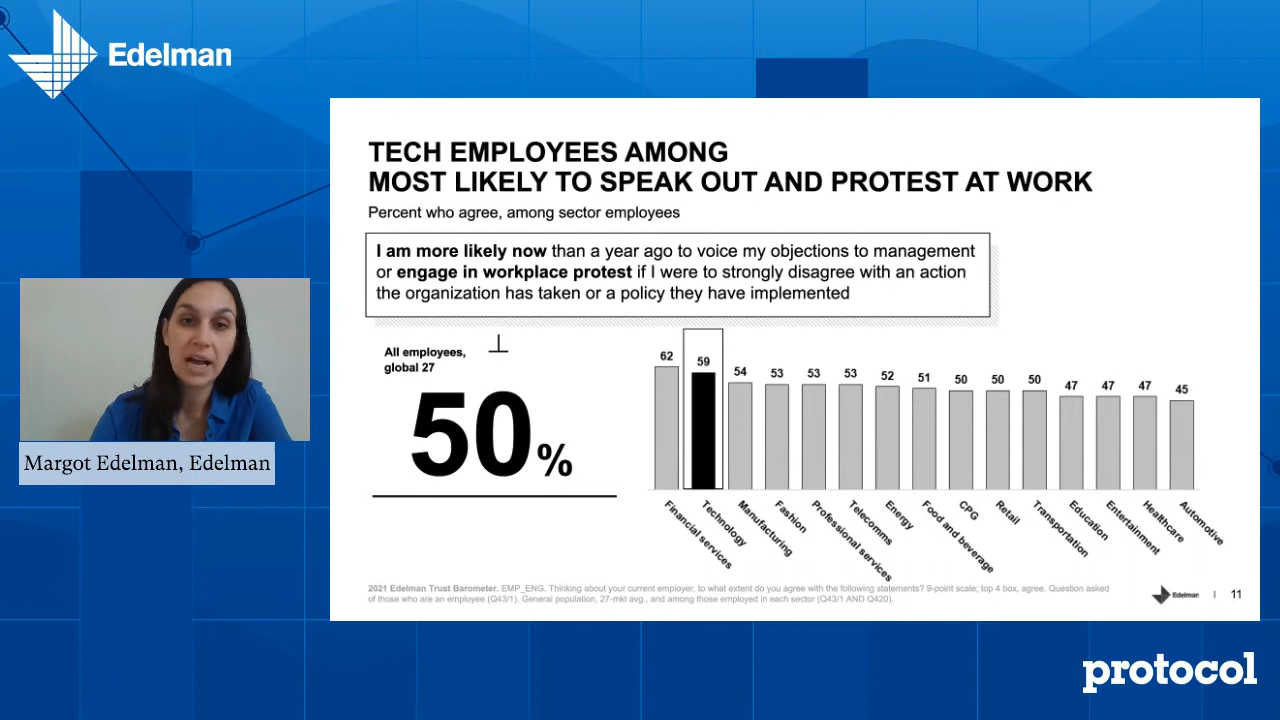 Edelman
TECH EMPLOYEES AMONG
MOST LIKELY TO SPEAK OUT AND PROTEST AT WORK
Percent who agree, among sector employees
I am more likely now than a year ago to voice my objections to management
or engage in workplace protest if I were to strongly disagree with an action
the organization has taken or a policy they have implemented
All employees,
global 27
50%
62
59
54
53
53
53
52
51
50
50
50
47
47
47
45
Financial services
Technology
Manufacturing
Fashion
Professional services
Telecomms
Energy
Food and beverage
CPG
Retail
Transportation
Education
Entertainment
Healthcare
Automotive
2021 Edelman Trust Barometer. EMP_ENG. Thinking about your current employer, to what extent do you agree with the following statements? 9-point scale; top 4 box, agree. Question asked
of those who are an employee (Q43/1). General population, 27-mkt avg., and among those employed in each sector (Q43/1 AND Q420).
Edelman | 11
Margot Edelman, Edelman
protocol